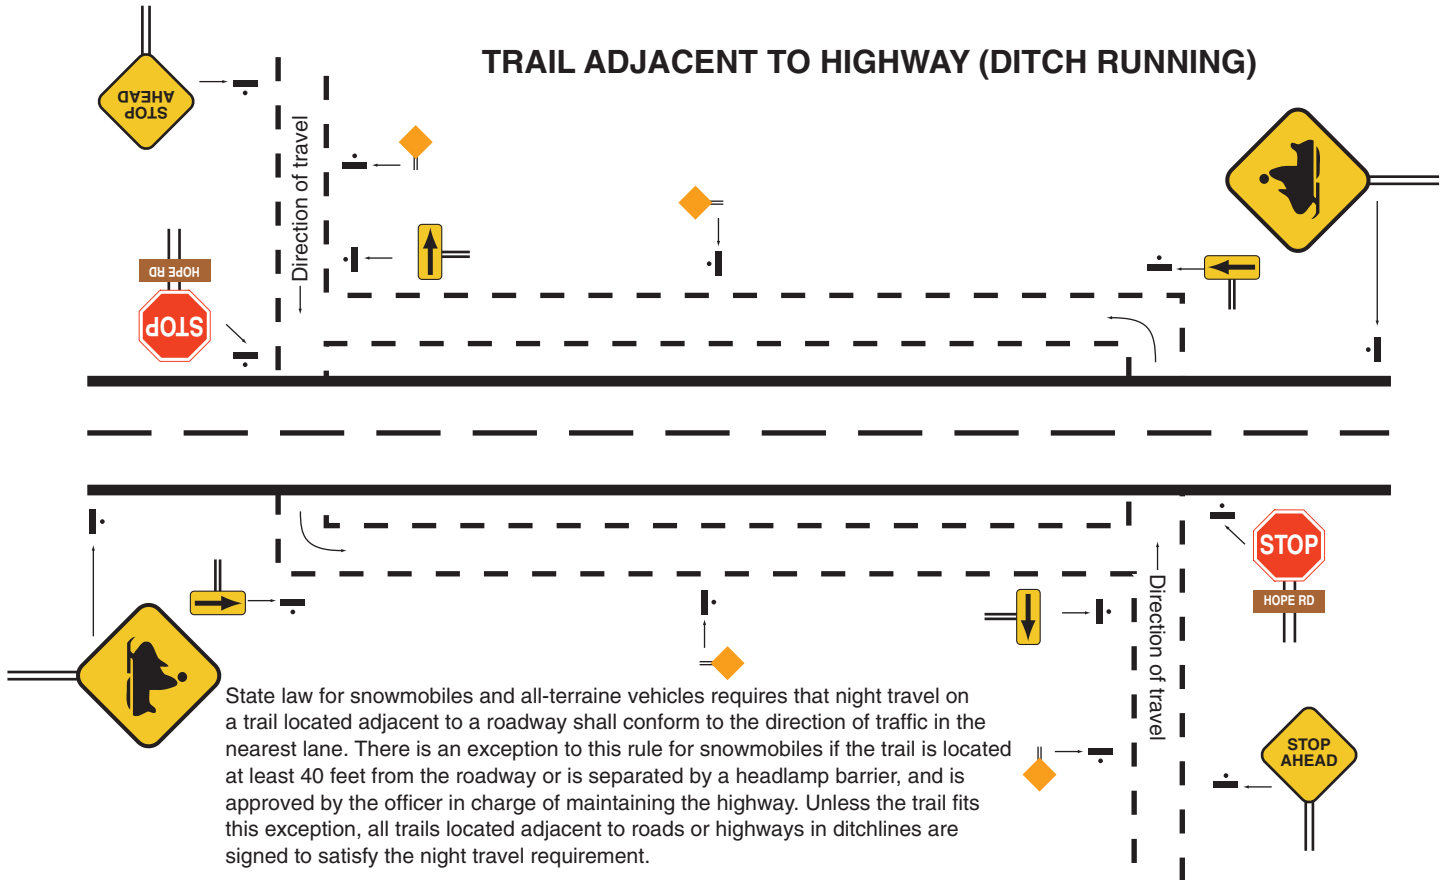 TRAIL ADJACENT TO HIGHWAY (DITCH RUNNING)
STOP
AHEAD
Direction of travel
HOPE RD
STOP
STOP
HOPE RD
Direction of travel
STOP
AHEAD
State law for snowmobiles and all-terraine vehicles requires that night travel on
a trail located adjacent to a roadway shall conform to the direction of traffic in the
nearest lane. There is an exception to this rule for snowmobiles if the trail is located
at least 40 feet from the roadway or is separated by a headlamp barrier, and is
approved by the officer in charge of maintaining the highway. Unless the trail fits
this exception, all trails located adjacent to roads or highways in ditchlines are
signed to satisfy the night travel requirement.